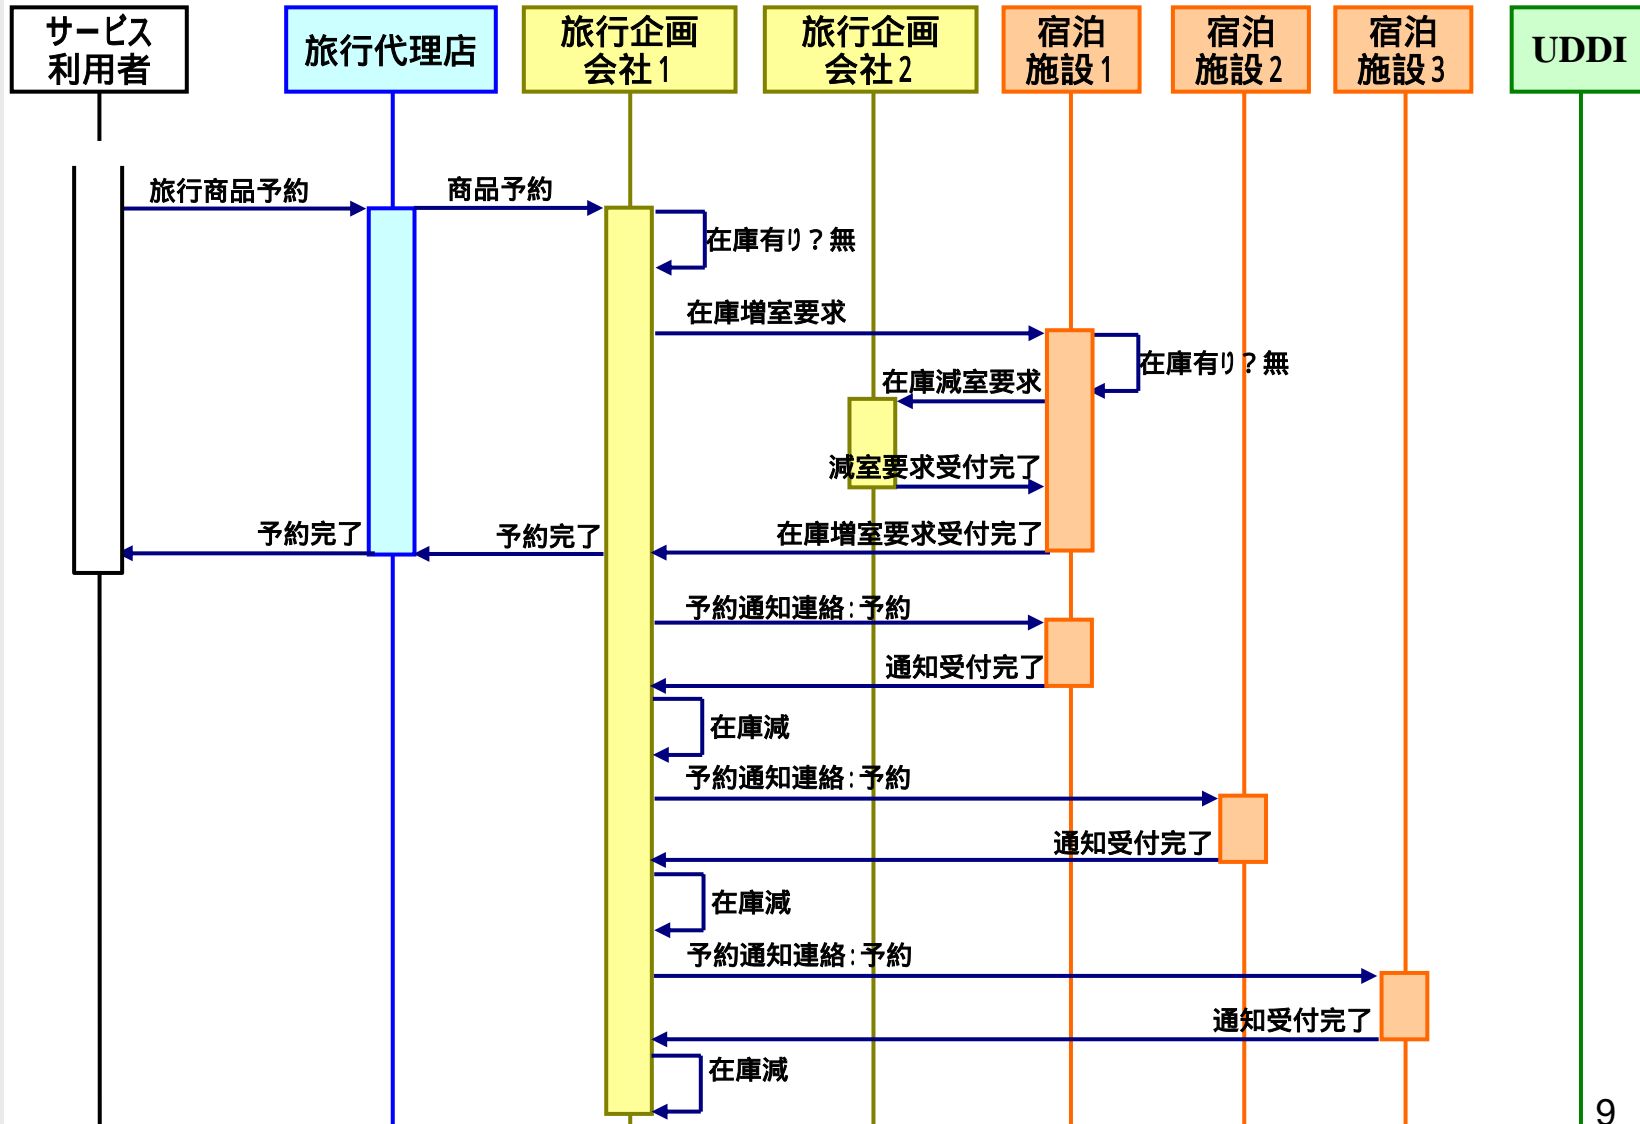 サービス
利用者
旅行代理店
旅行企画
会社1
旅行企画
会社2
宿泊
施設1
宿泊
施設2
宿泊
施設3
UDDI
旅行商品予約
商品予約
在庫有り？無
在庫増室要求
在庫有り？無
在庫減室要求
減室要求受付完了
予約完了
予約完了
在庫増室要求受付完了
予約通知連絡：予約
通知受付完了
在庫減
予約通知連絡：予約
通知受付完了
在庫減
予約通知連絡：予約
通知受付完了
在庫減
9